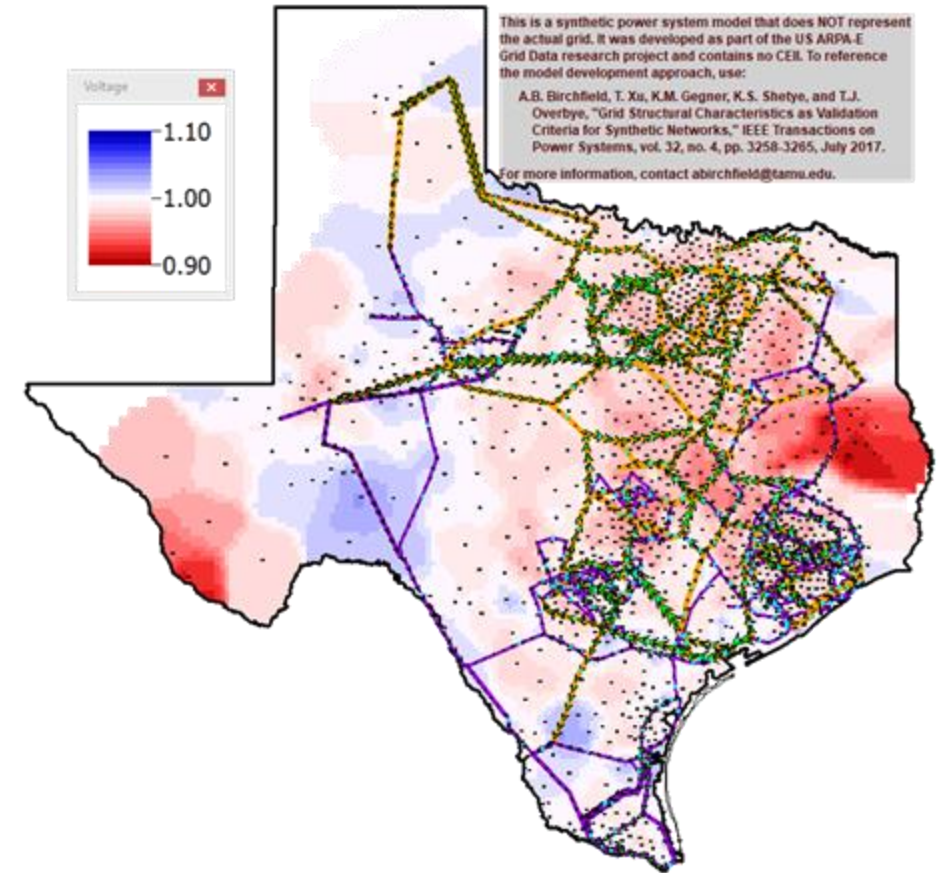 This is a synthetic power system model that does NOT represent
the actual grid. It was developed as part of the US ARPA-E
Grid Data research project and contains no CEII. To reference
the model development approach, use:
A.B. Birchfield, T. Xu, K.M. Gegner, K.S. Shetye, and T.J.
Overbye, "Grid Structural Characteristics as Validation
Criteria for Synthetic Networks," IEEE Transactions on
Power Systems, vol. 32, no. 4, pp. 3258-3265, July 2017.
For more information, contact abirchfield@tamu.edu.
Voltage
1.10
1.00
0.90